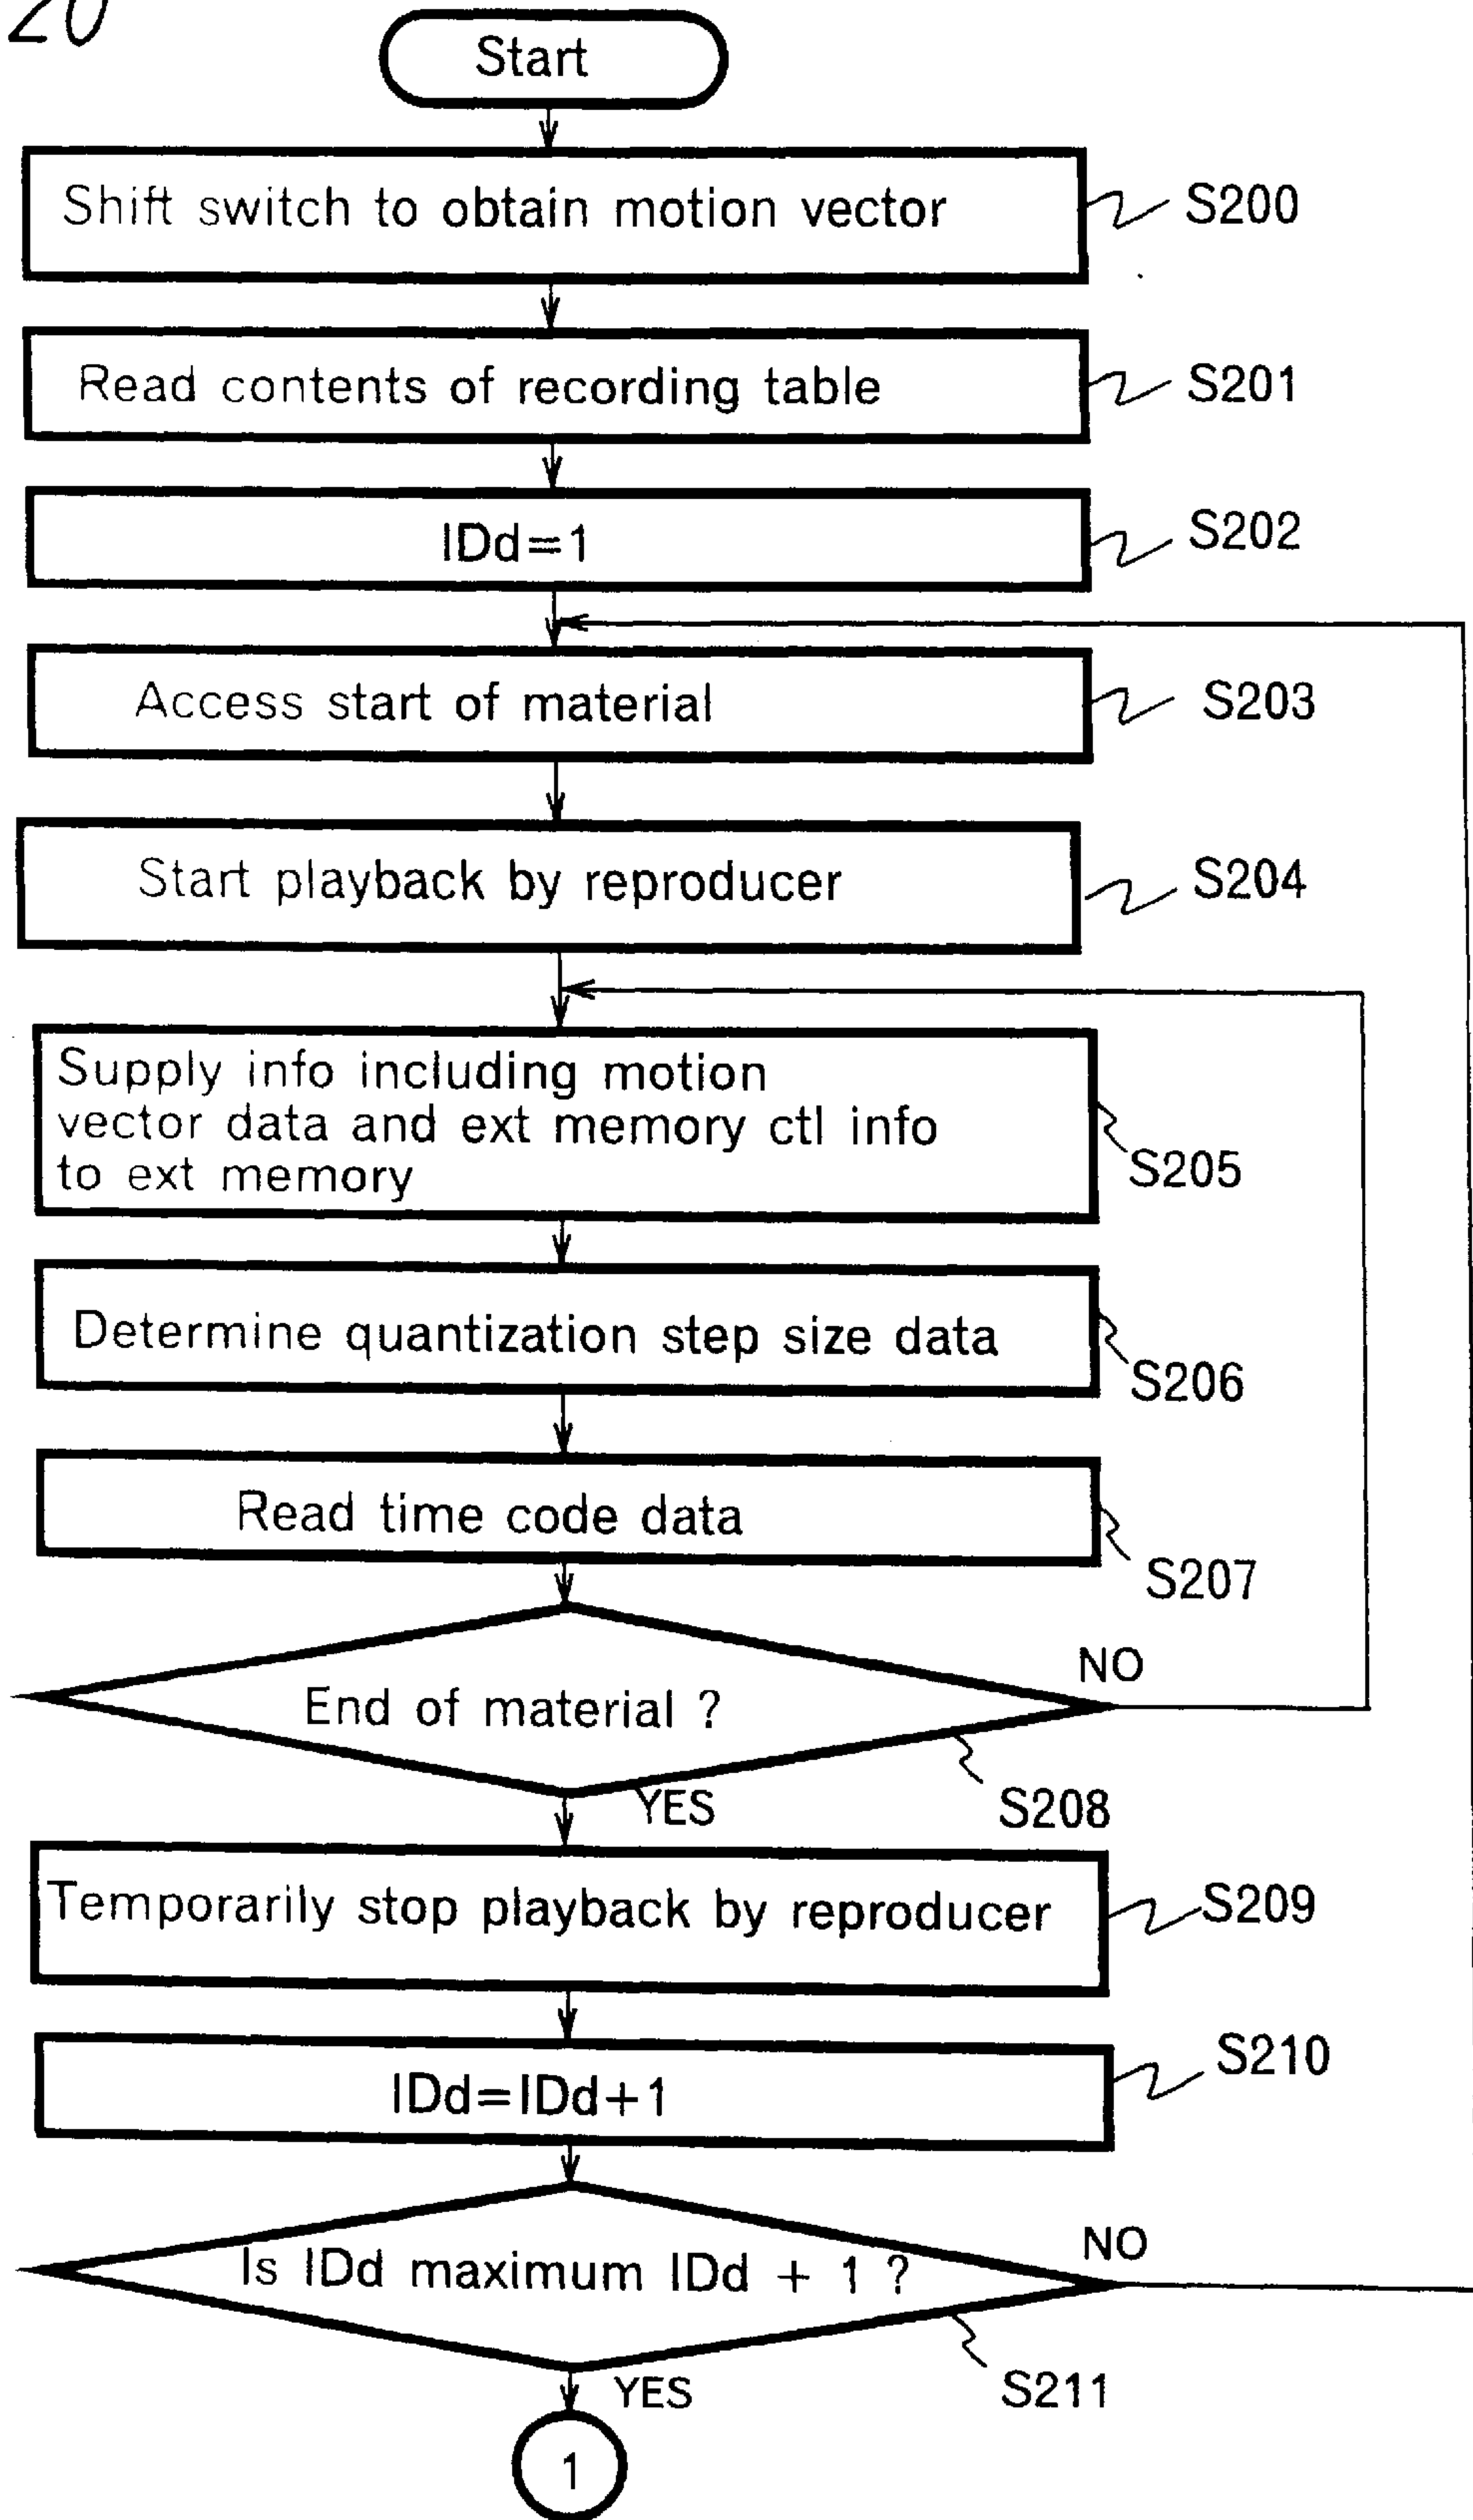 20
Start
Shift switch to obtain motion vector
S200
Read contents of recording table
S201
IDd=1
S202
Access start of material
S203
Start playback by reproducer
S204
Supply info including motion
vector data and ext memory ctl info
to ext memory
S205
Determine quantization step size data
S206
Read time code data
S207
End of material ?
NO
YES
S208
Temporarily stop playback by reproducer
S209
IDd=IDd+1
S210
Is IDd maximum IDd + 1 ?
NO
YES
S211
1